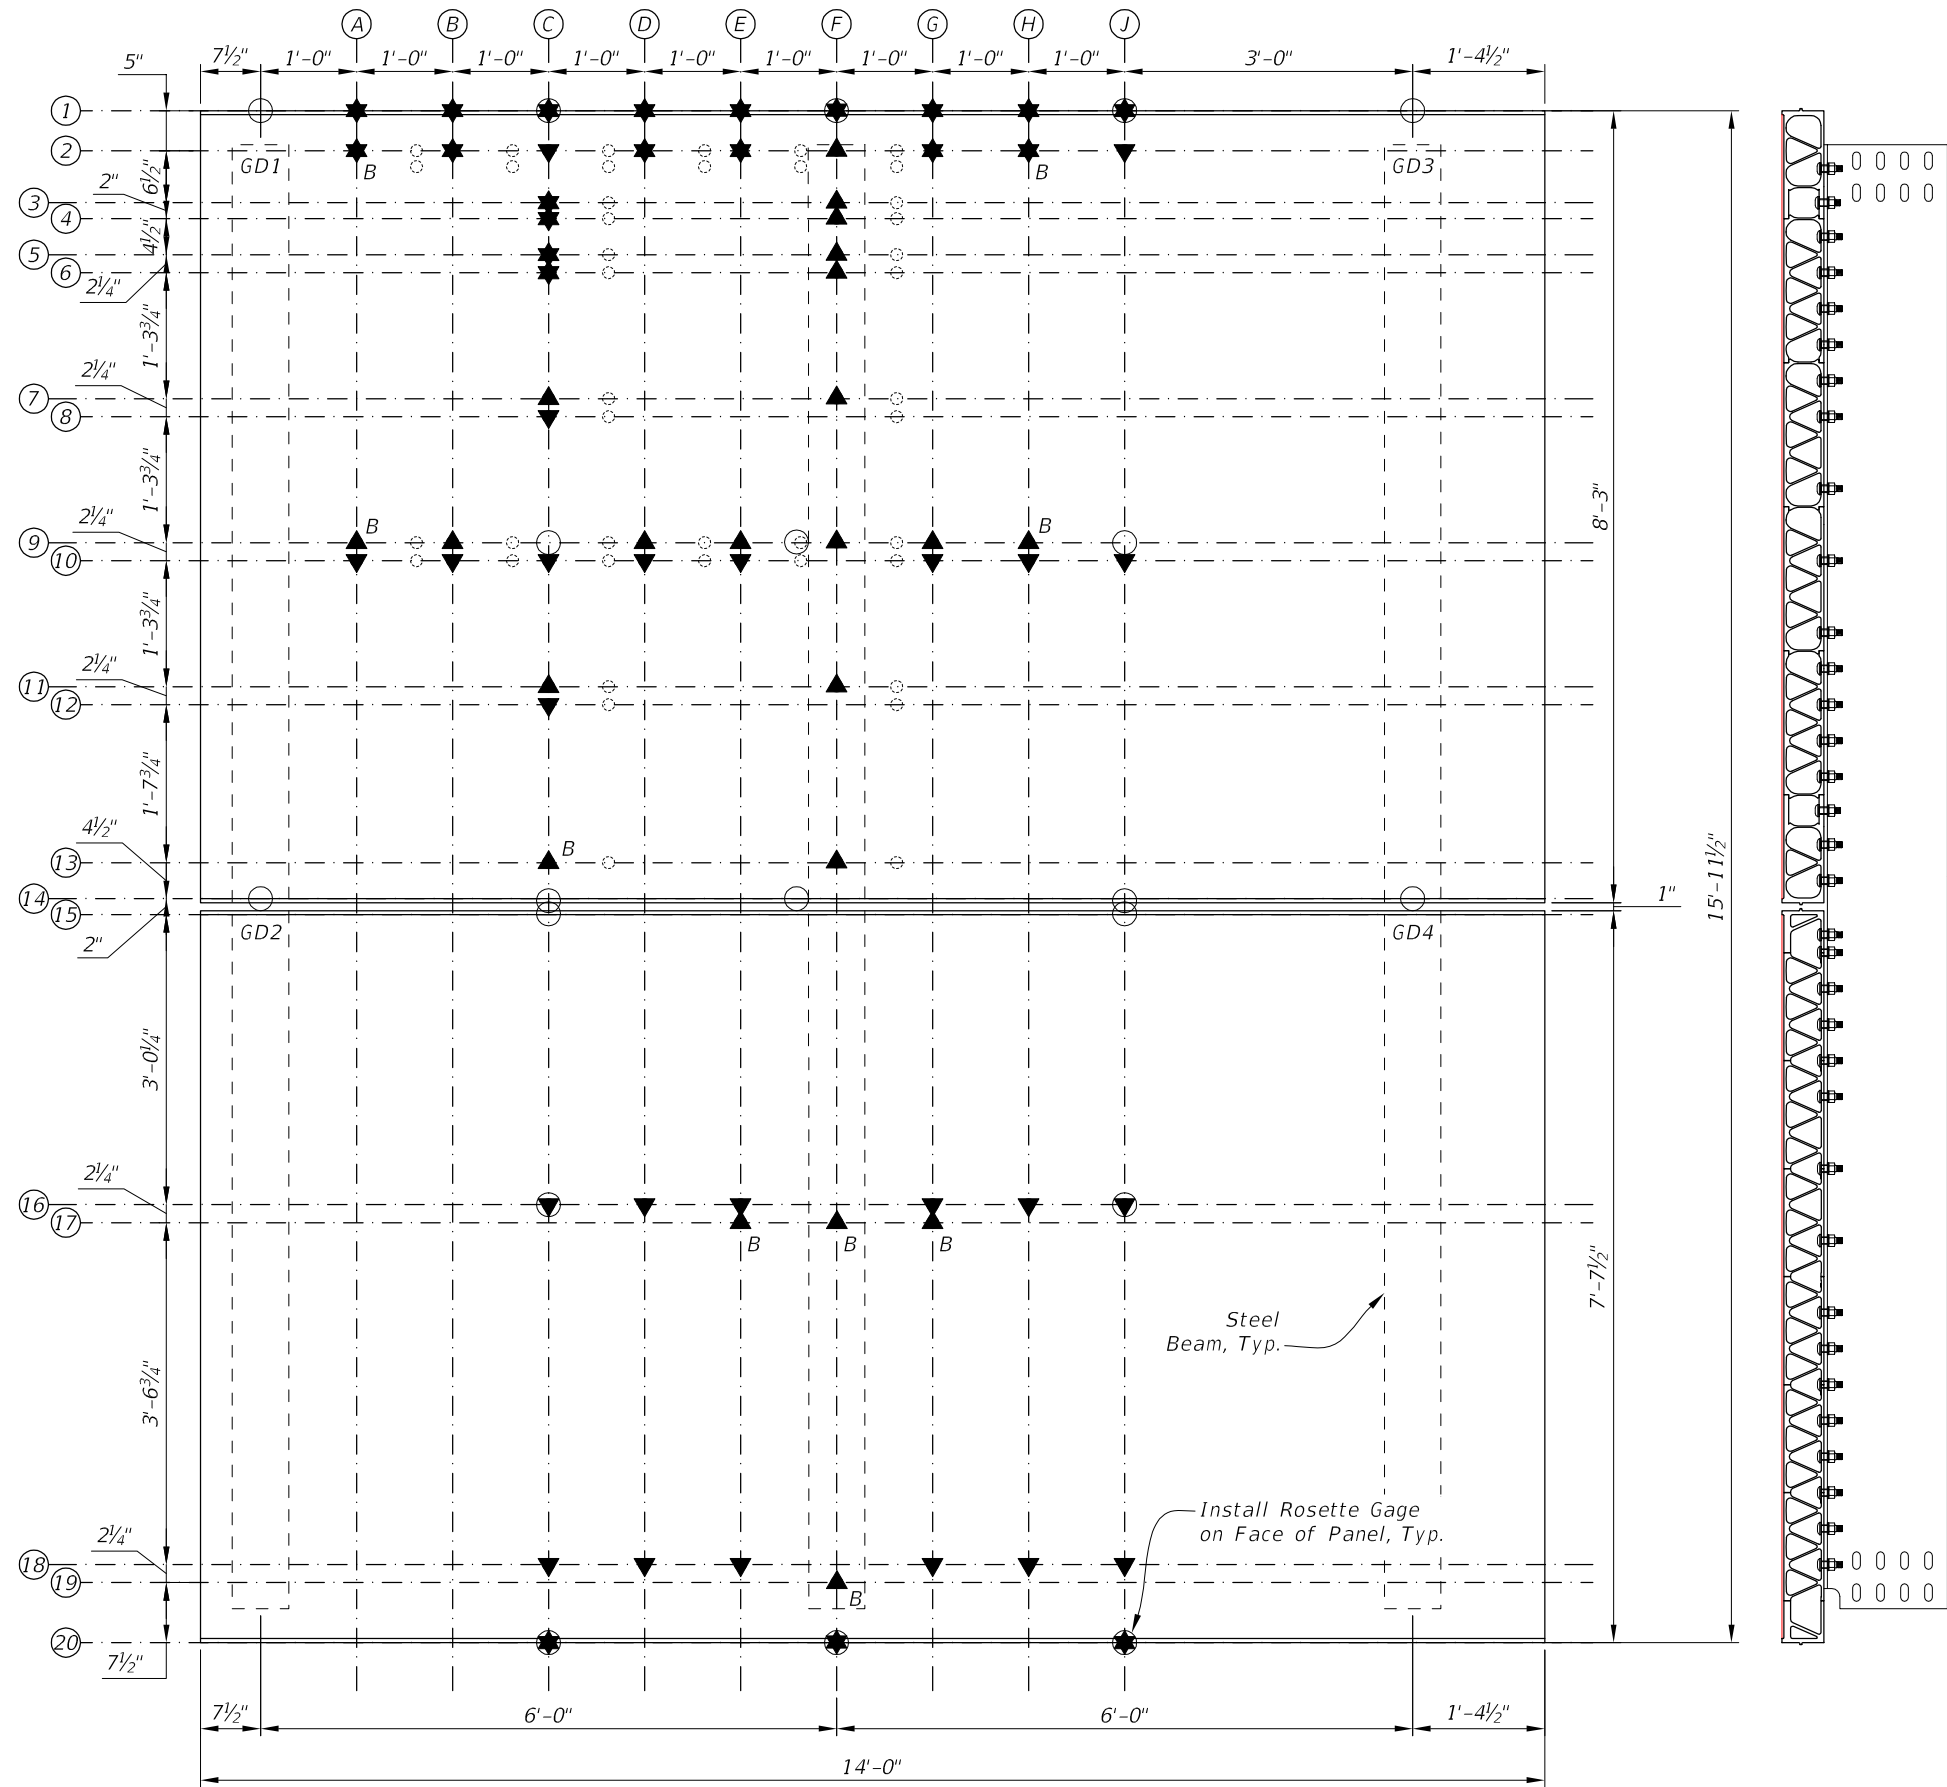 A B C D E F G H J
7½" 1'-0" 1'-0" 1'-0" 1'-0" 1'-0" 1'-0" 1'-0" 1'-0" 1'-0" 3'-0" 1'-4½"
5"
1
2
GD1
B
B
GD3
6½"
2"
3
4
4½"
5
6
2¼"
1'-3¾"
2¼"
7
8
1'-3¾"
8'-3"
2¼"
B
B
9
10
1'-3¾"
2¼"
11
12
1'-7¾"
4½"
B
13
15'-11½"
14
15
1"
GD2
GD4
2"
3'-0¼"
2¼"
16
17
B
B
B
7'-7½"
Steel
Beam, Typ.
3'-6¾"
Install Rosette Gage
on Face of Panel, Typ.
2¼"
18
19
B
20
7½"
7½" 6'-0" 6'-0" 1'-4½"
14'-0"